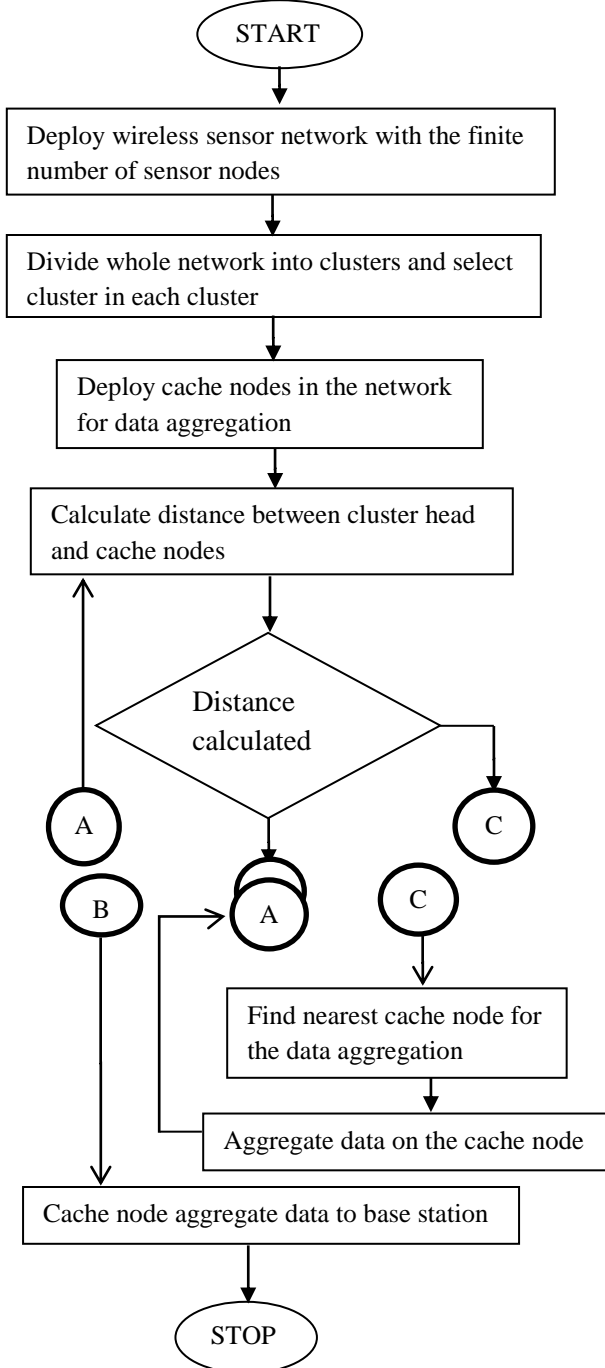 START
Deploy wireless sensor network with the finite
number of sensor nodes
Divide whole network into clusters and select
cluster in each cluster
Deploy cache nodes in the network
for data aggregation
Calculate distance between cluster head
and cache nodes
Distance
calculated
A
C
B
A
C
Find nearest cache node for
the data aggregation
Aggregate data on the cache node
Cache node aggregate data to base station
STOP